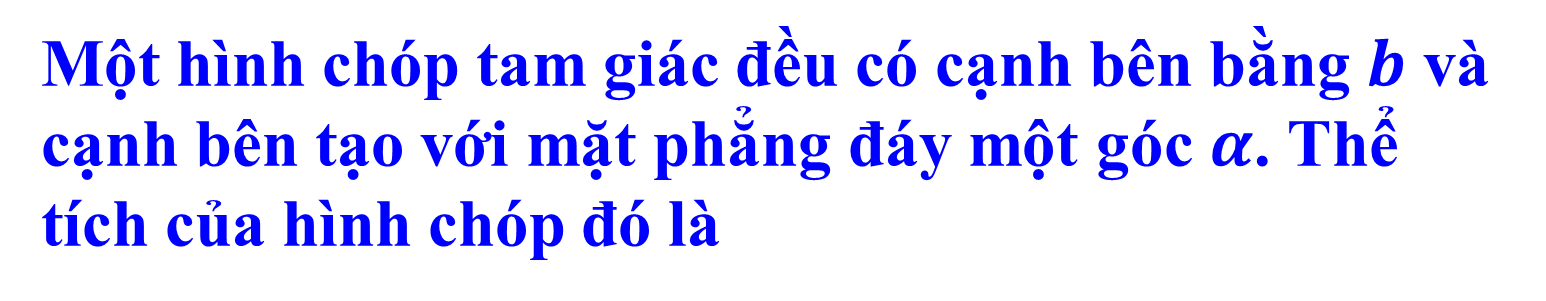 Một hình chóp tam giác đều có cạnh bên bằng b và
cạnh bên tạo với mặt phẳng đáy một góc α. Thể
tích của hình chóp đó là